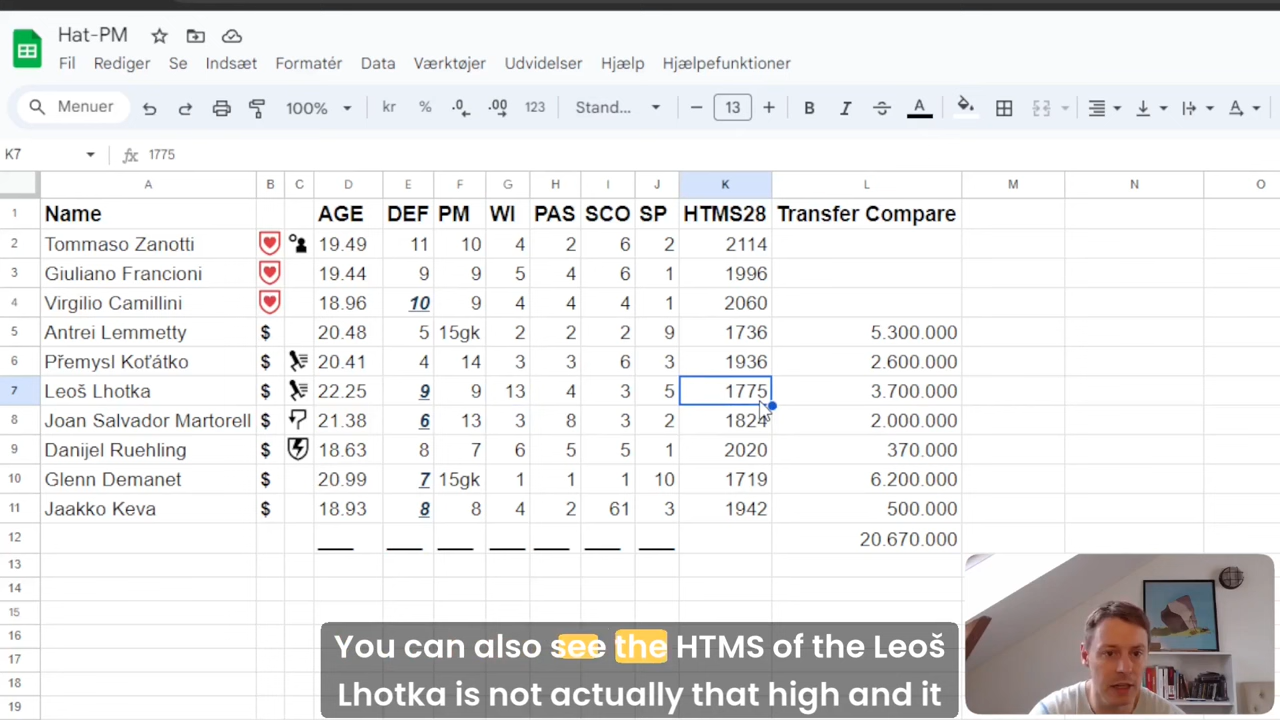 Hat-PM
Fil Rediger Se Indsæt Formatér Data Værktøjer Udvidelser Hjælp Hjælpefunktioner
Menuer 100% kr % .0 .00 123 Stand... 13 B I A A
K7 fx 1775
A B C D E F G H I J K L M N O
1 Name AGE DEF PM WI PAS SCO SP HTMS28 Transfer Compare
2 Tommaso Zanotti 19.49 11 10 4 2 6 2 2114
3 Giuliano Francioni 19.44 9 9 5 4 6 1 1996
4 Virgilio Camillini 18.96 10 9 4 4 4 1 2060
5 Antrei Lemmetty $ 20.48 5 15gk 2 2 2 9 1736 5.300.000
6 Přemysl Koťátko $ 20.41 4 14 3 3 6 3 1936 2.600.000
7 Leoš Lhotka $ 22.25 9 9 13 4 3 5 1775 3.700.000
8 Joan Salvador Martorell $ 21.38 6 13 3 8 3 2 1824 2.000.000
9 Danijel Ruehling $ 18.63 8 7 6 5 5 1 2020 370.000
10 Glenn Demanet $ 20.99 7 15gk 1 1 1 10 1719 6.200.000
11 Jaakko Keva $ 18.93 8 8 4 2 61 3 1942 500.000
12 20.670.000
13
14
15
16
17
18
19
You can also see the HTMS of the Leoš
Lhotka is not actually that high and it